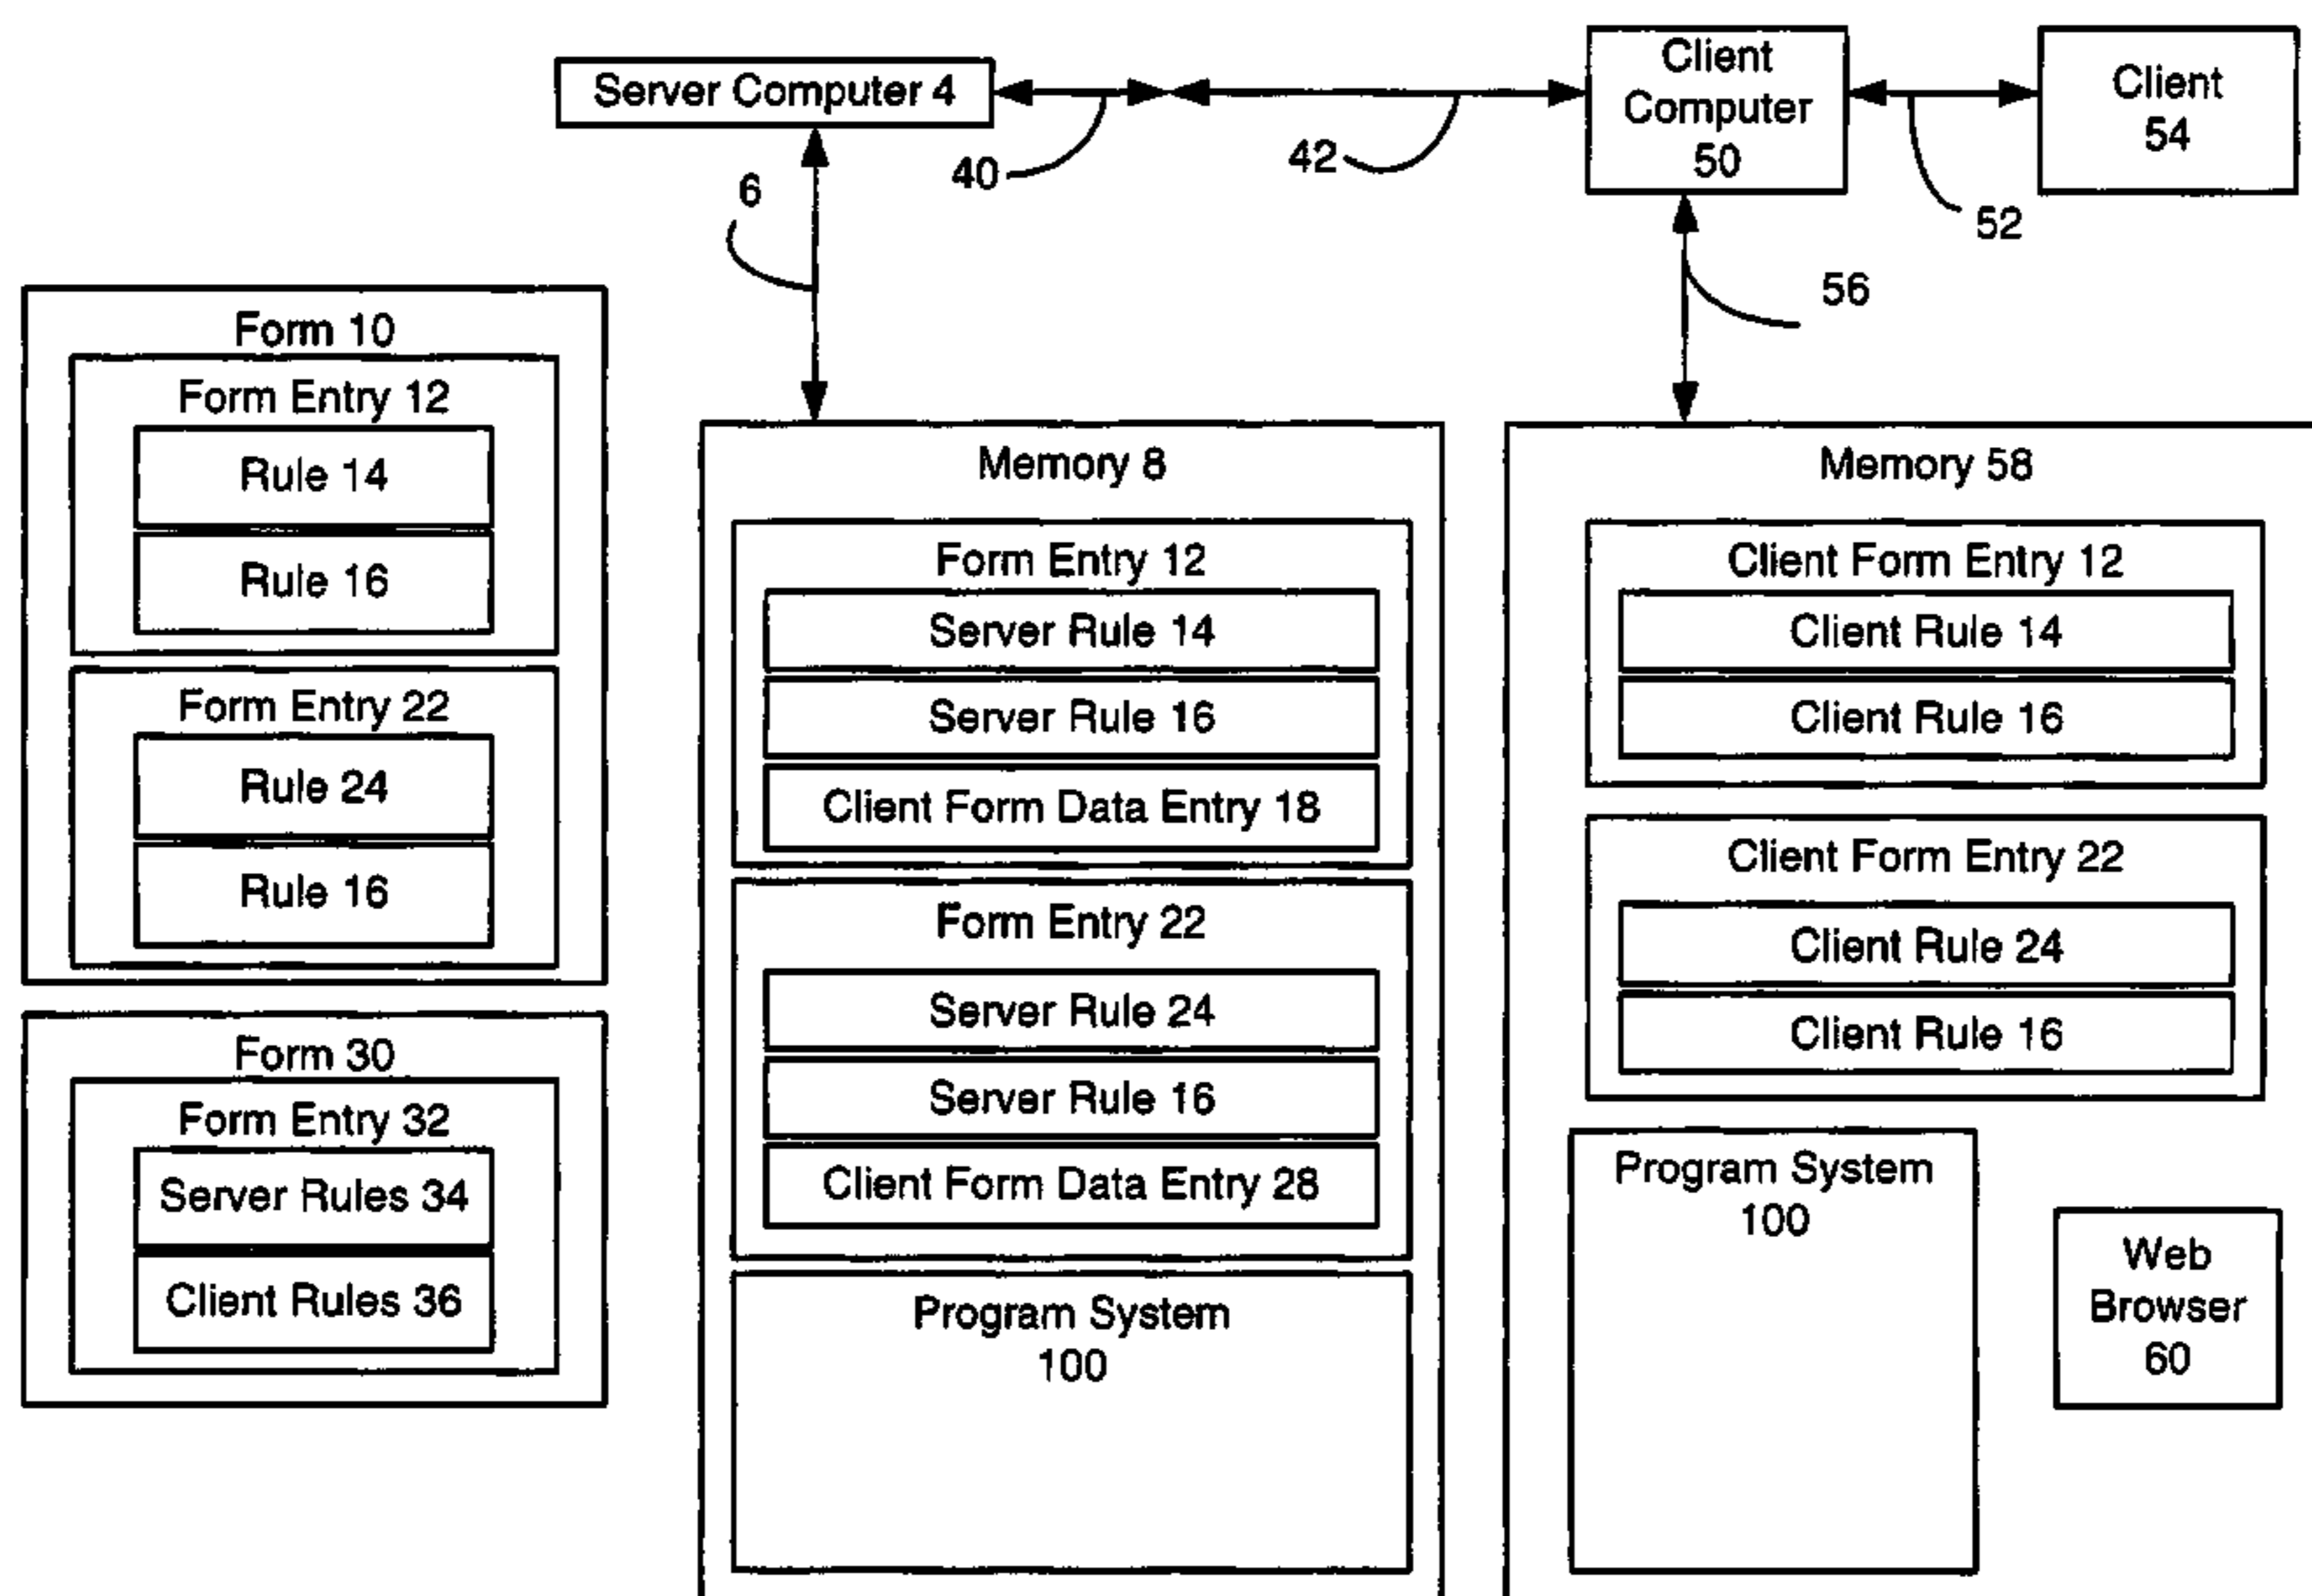 Server Computer 4
Client
Computer
50
Client
54
40
42
52
6
56
Form 10
Form Entry 12
Rule 14
Rule 16
Form Entry 22
Rule 24
Rule 16
Form 30
Form Entry 32
Server Rules 34
Client Rules 36
Memory 8
Form Entry 12
Server Rule 14
Server Rule 16
Client Form Data Entry 18
Form Entry 22
Server Rule 24
Server Rule 16
Client Form Data Entry 28
Program System
100
Memory 58
Client Form Entry 12
Client Rule 14
Client Rule 16
Client Form Entry 22
Client Rule 24
Client Rule 16
Program System
100
Web
Browser
60